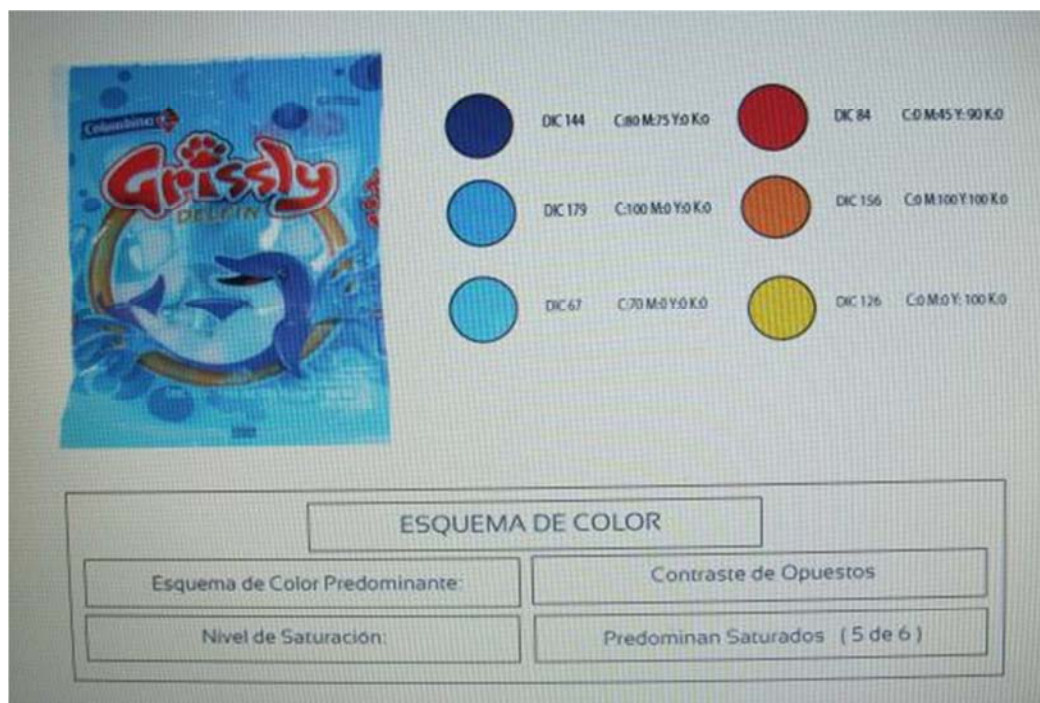 Colombina
Grissly
DELFIN
DIC 144 C:80 M:75 Y:0 K:0
DIC 84 C:0 M:45 Y: 90 K:0
DIC 179 C:100 M:0 Y:0 K:0
DIC 156 C:0 M:100 Y:100 K:0
DIC 67 C:70 M:0 Y:0 K:0
DIC 126 C:0 M:0 Y: 100 K:0
ESQUEMA DE COLOR
Esquema de Color Predominante:
Contraste de Opuestos
Nivel de Saturación:
Predominan Saturados ( 5 de 6 )